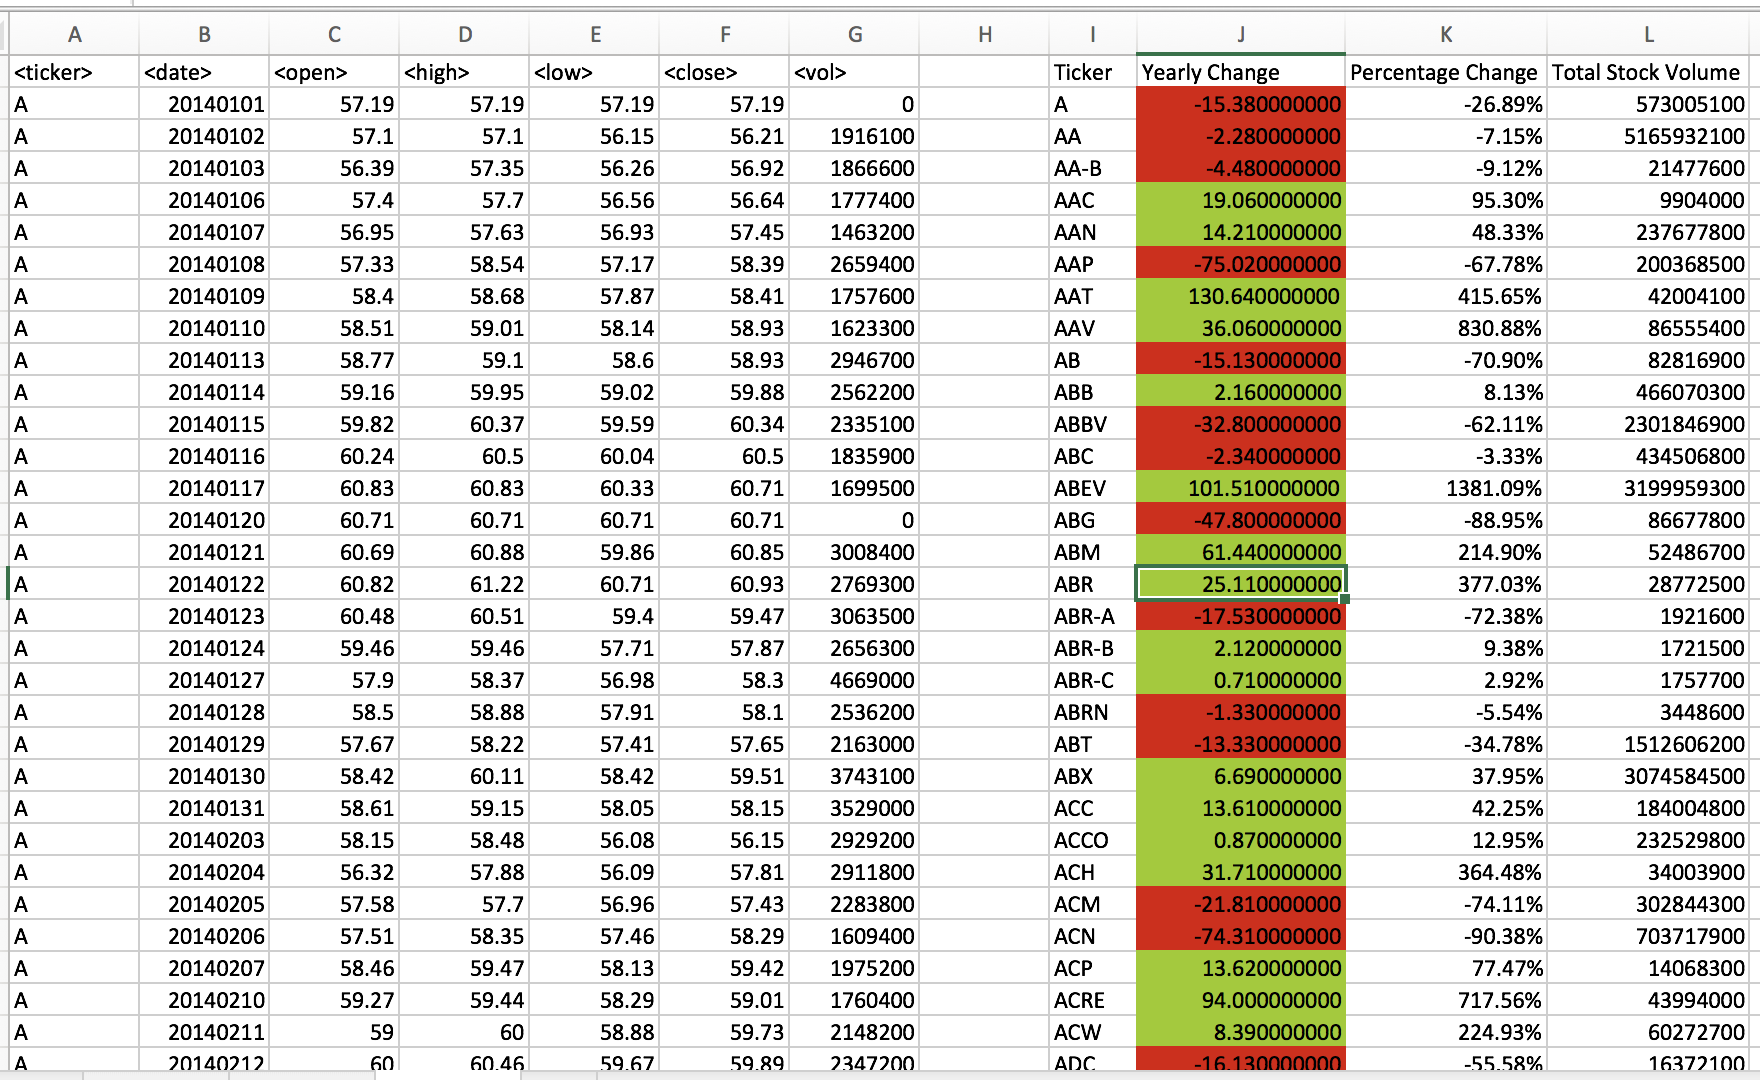 A B C D E F G H I J K L
<ticker> <date> <open> <high> <low> <close> <vol> Ticker Yearly Change Percentage Change Total Stock Volume
A 20140101 57.19 57.19 57.19 57.19 0 A -15.380000000 -26.89% 573005100
A 20140102 57.1 57.1 56.15 56.21 1916100 AA -2.280000000 -7.15% 5165932100
A 20140103 56.39 57.35 56.26 56.92 1866600 AA-B -4.480000000 -9.12% 21477600
A 20140106 57.4 57.7 56.56 56.64 1777400 AAC 19.060000000 95.30% 9904000
A 20140107 56.95 57.63 56.93 57.45 1463200 AAN 14.210000000 48.33% 237677800
A 20140108 57.33 58.54 57.17 58.39 2659400 AAP -75.020000000 -67.78% 200368500
A 20140109 58.4 58.68 57.87 58.41 1757600 AAT 130.640000000 415.65% 42004100
A 20140110 58.51 59.01 58.14 58.93 1623300 AAV 36.060000000 830.88% 86555400
A 20140113 58.77 59.1 58.6 58.93 2946700 AB -15.130000000 -70.90% 82816900
A 20140114 59.16 59.95 59.02 59.88 2562200 ABB 2.160000000 8.13% 466070300
A 20140115 59.82 60.37 59.59 60.34 2335100 ABBV -32.800000000 -62.11% 2301846900
A 20140116 60.24 60.5 60.04 60.5 1835900 ABC -2.340000000 -3.33% 434506800
A 20140117 60.83 60.83 60.33 60.71 1699500 ABEV 101.510000000 1381.09% 3199959300
A 20140120 60.71 60.71 60.71 60.71 0 ABG -47.800000000 -88.95% 86677800
A 20140121 60.69 60.88 59.86 60.85 3008400 ABM 61.440000000 214.90% 52486700
A 20140122 60.82 61.22 60.71 60.93 2769300 ABR 25.110000000 377.03% 28772500
A 20140123 60.48 60.51 59.4 59.47 3063500 ABR-A -17.530000000 -72.38% 1921600
A 20140124 59.46 59.46 57.71 57.87 2656300 ABR-B 2.120000000 9.38% 1721500
A 20140127 57.9 58.37 56.98 58.3 4669000 ABR-C 0.710000000 2.92% 1757700
A 20140128 58.5 58.88 57.91 58.1 2536200 ABRN -1.330000000 -5.54% 3448600
A 20140129 57.67 58.22 57.41 57.65 2163000 ABT -13.330000000 -34.78% 1512606200
A 20140130 58.42 60.11 58.42 59.51 3743100 ABX 6.690000000 37.95% 3074584500
A 20140131 58.61 59.15 58.05 58.15 3529000 ACC 13.610000000 42.25% 184004800
A 20140203 58.15 58.48 56.08 56.15 2929200 ACCO 0.870000000 12.95% 232529800
A 20140204 56.32 57.88 56.09 57.81 2911800 ACH 31.710000000 364.48% 34003900
A 20140205 57.58 57.7 56.96 57.43 2283800 ACM -21.810000000 -74.11% 302844300
A 20140206 57.51 58.35 57.46 58.29 1609400 ACN -74.310000000 -90.38% 703717900
A 20140207 58.46 59.47 58.13 59.42 1975200 ACP 13.620000000 77.47% 14068300
A 20140210 59.27 59.44 58.29 59.01 1760400 ACRE 94.000000000 717.56% 43994000
A 20140211 59 60 58.88 59.73 2148200 ACW 8.390000000 224.93% 60272700
A 20140212 60 60.46 59.67 59.89 2347200 ADC -16.130000000 -55.58% 16372100